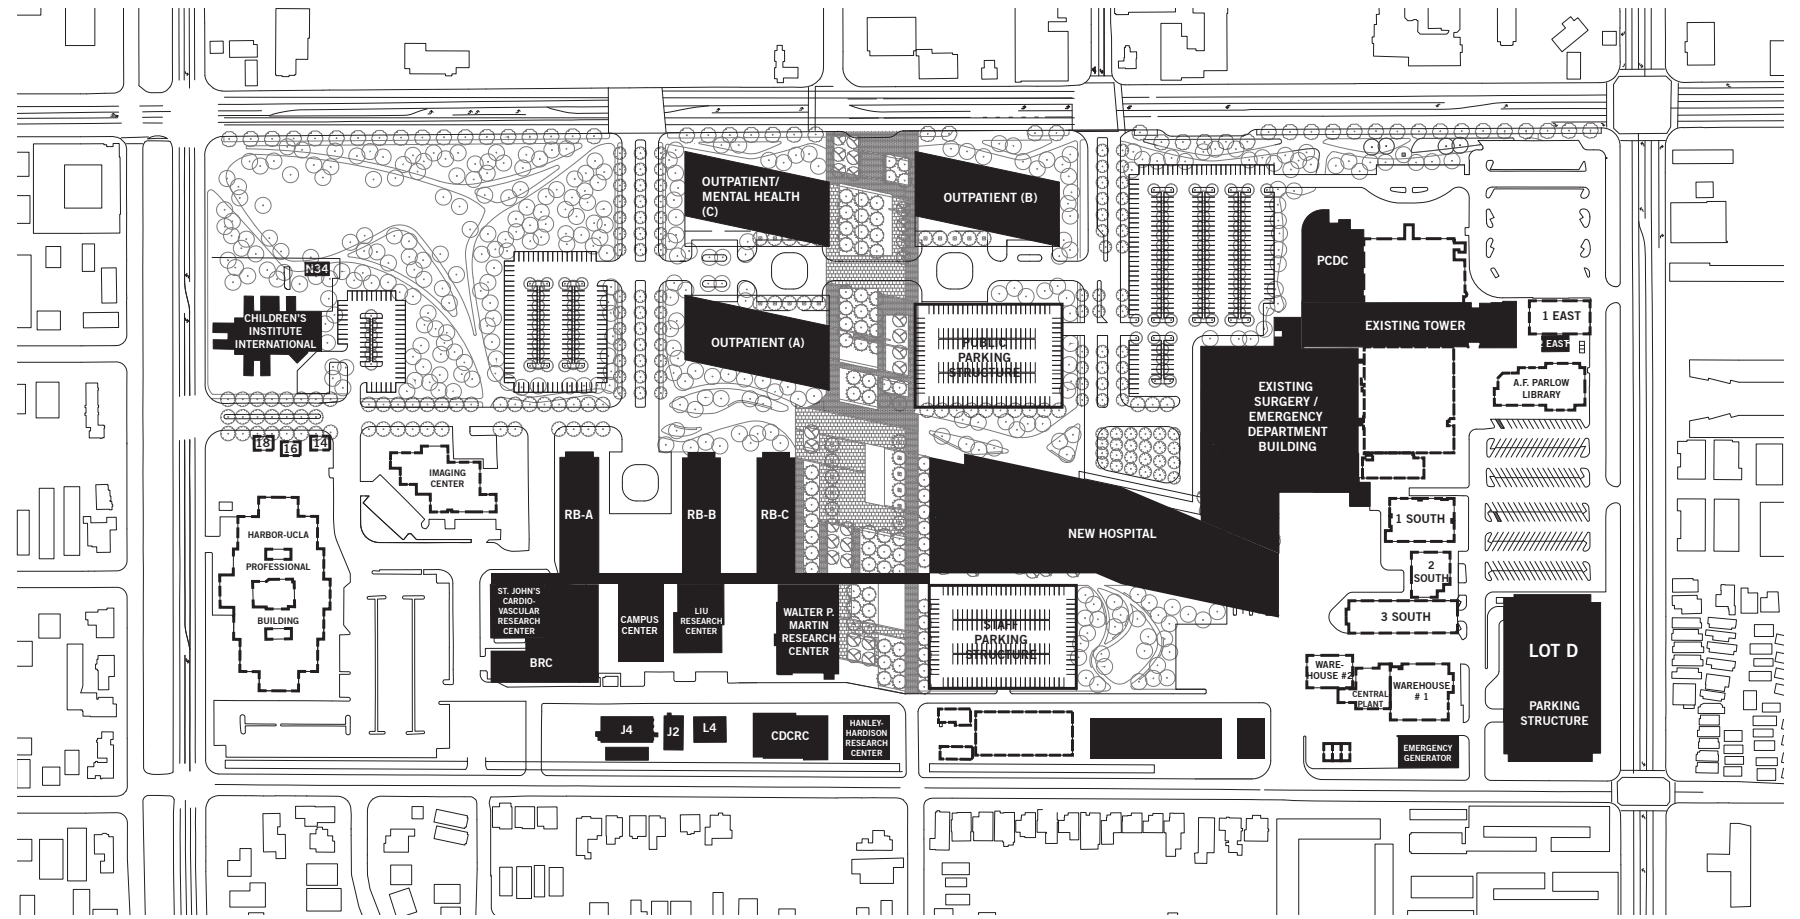 OUTPATIENT/
MENTAL HEALTH
(C)
OUTPATIENT (B)
N34
CHILDREN'S
INSTITUTE
INTERNATIONAL
OUTPATIENT (A)
PUBLIC
PARKING
STRUCTURE
PCDC
EXISTING TOWER
1 EAST
EAST
A.F. PARLOW
LIBRARY
EXISTING
SURGERY /
EMERGENCY
DEPARTMENT
BUILDING
18
16
14
IMAGING
CENTER
RB-A
RB-B
RB-C
NEW HOSPITAL
1 SOUTH
2
SOUTH
3 SOUTH
HARBOR-UCLA
PROFESSIONAL
BUILDING
ST. JOHN'S
CARDIO-
VASCULAR
RESEARCH
CENTER
BRC
CAMPUS
CENTER
LIU
RESEARCH
CENTER
WALTER P.
MARTIN
RESEARCH
CENTER
STAFF
PARKING
STRUCTURE
WARE-
HOUSE #2
CENTRAL
PLANT
WAREHOUSE
# 1
LOT D
PARKING
STRUCTURE
J4
J2
L4
CDCRC
HANLEY-
HARDISON
RESEARCH
CENTER
EMERGENCY
GENERATOR